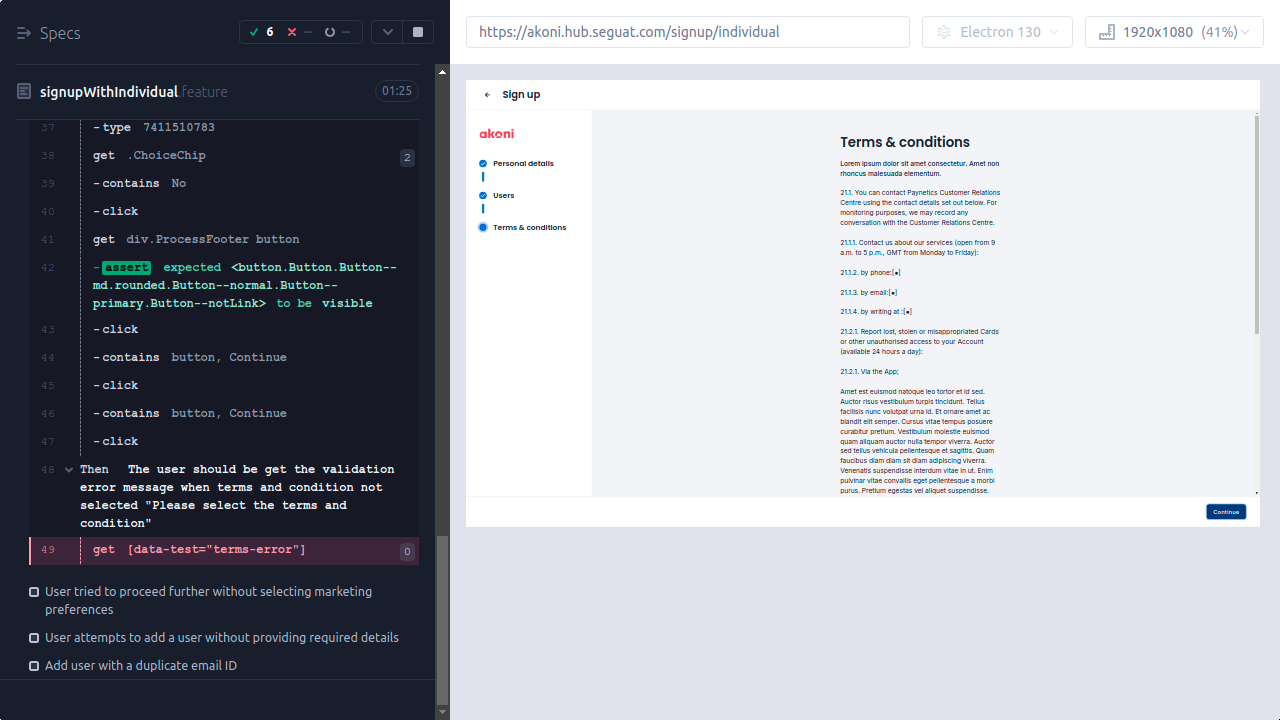 Specs
6
--
--
signupWithIndividual.feature
01:25
37 -type 7411510783
38 get .ChoiceChip 2
39 -contains No
40 -click
41 get div.ProcessFooter button
42 -assert expected <button.Button.Button--
md.rounded.Button--normal.Button--
primary.Button--notLink> to be visible
43 -click
44 -contains button, Continue
45 -click
46 -contains button, Continue
47 -click
48 Then The user should be get the validation
error message when terms and condition not
selected "Please select the terms and
condition"
49 get [data-test="terms-error"] 0
User tried to proceed further without selecting marketing
preferences
User attempts to add a user without providing required details
Add user with a duplicate email ID
https://akoni.hub.seguat.com/signup/individual
Electron 130
1920x1080 (41%)
Sign up
akoni
Personal details
Users
Terms & conditions
Terms & conditions
Lorem ipsum dolor sit amet consectetur. Amet non
rhoncus malesuada elementum.
21.1. You can contact Paynetics Customer Relations
Centre using the contact details set out below. For
monitoring purposes, we may record any
conversation with the Customer Relations Centre.
21.1.1. Contact us about our services (open from 9
a.m. to 5 p.m., GMT from Monday to Friday):
21.1.2. by phone:[●]
21.1.3. by email:[●]
21.1.4. by writing at :[●]
21.2.1. Report lost, stolen or misappropriated Cards
or other unauthorised access to your Account
(available 24 hours a day):
21.2.1. Via the App;
Amet est euismod natoque leo tortor et id sed.
Auctor risus vestibulum turpis tincidunt. Tellus
facilisis nunc volutpat urna id. Et ornare amet ac
blandit elit semper. Cursus vitae tempus posuere
curabitur pretium. Vestibulum molestie euismod
quam aliquam auctor nulla tempor viverra. Auctor
sed tellus vehicula pellentesque et sagittis. Quam
faucibus diam diam sit diam adipiscing viverra.
Venenatis suspendisse interdum vitae in ut. Enim
pulvinar vitae convallis eget pellentesque a morbi
purus. Pretium egestas vel aliquet suspendisse.
Continue